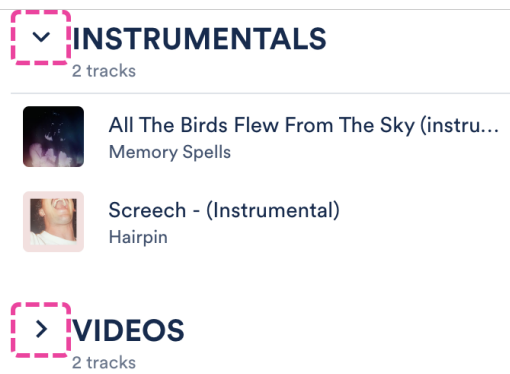 INSTRUMENTALS
2 tracks
All The Birds Flew From The Sky (instru...
Memory Spells
Screech - (Instrumental)
Hairpin
VIDEOS
2 tracks